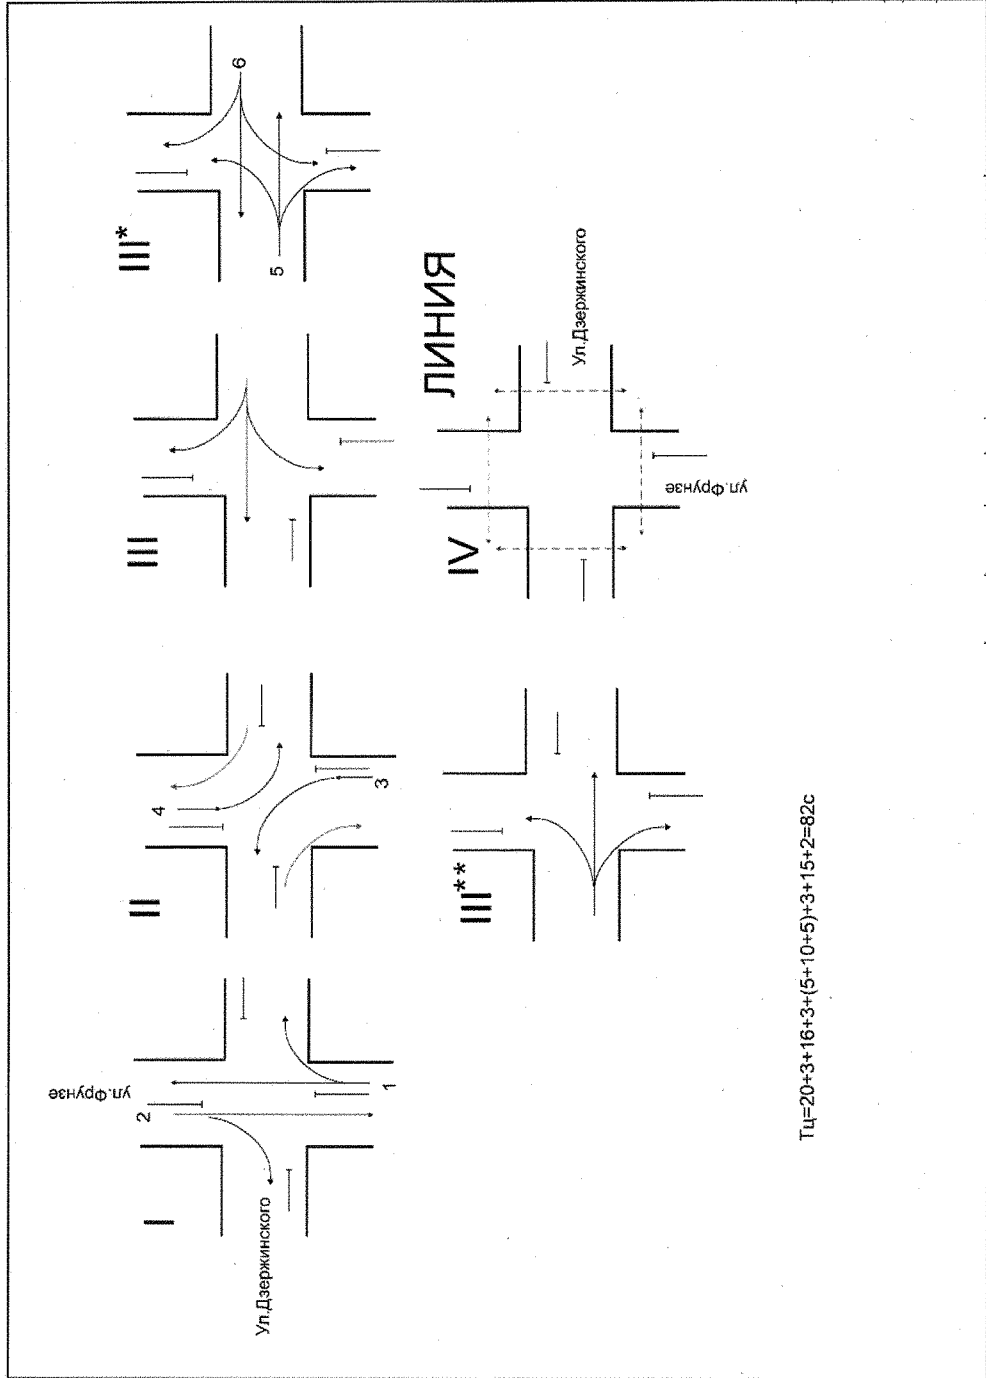 I
II
III
III*
ул.Фрунзе
2
1
Ул.Дзержинского
4
3
5
6
III**
IV
ЛИНИЯ
Ул.Дзержинского
ул.Фрунзе
Тц=20+3+16+3+(5+10+5)+3+15+2=82с